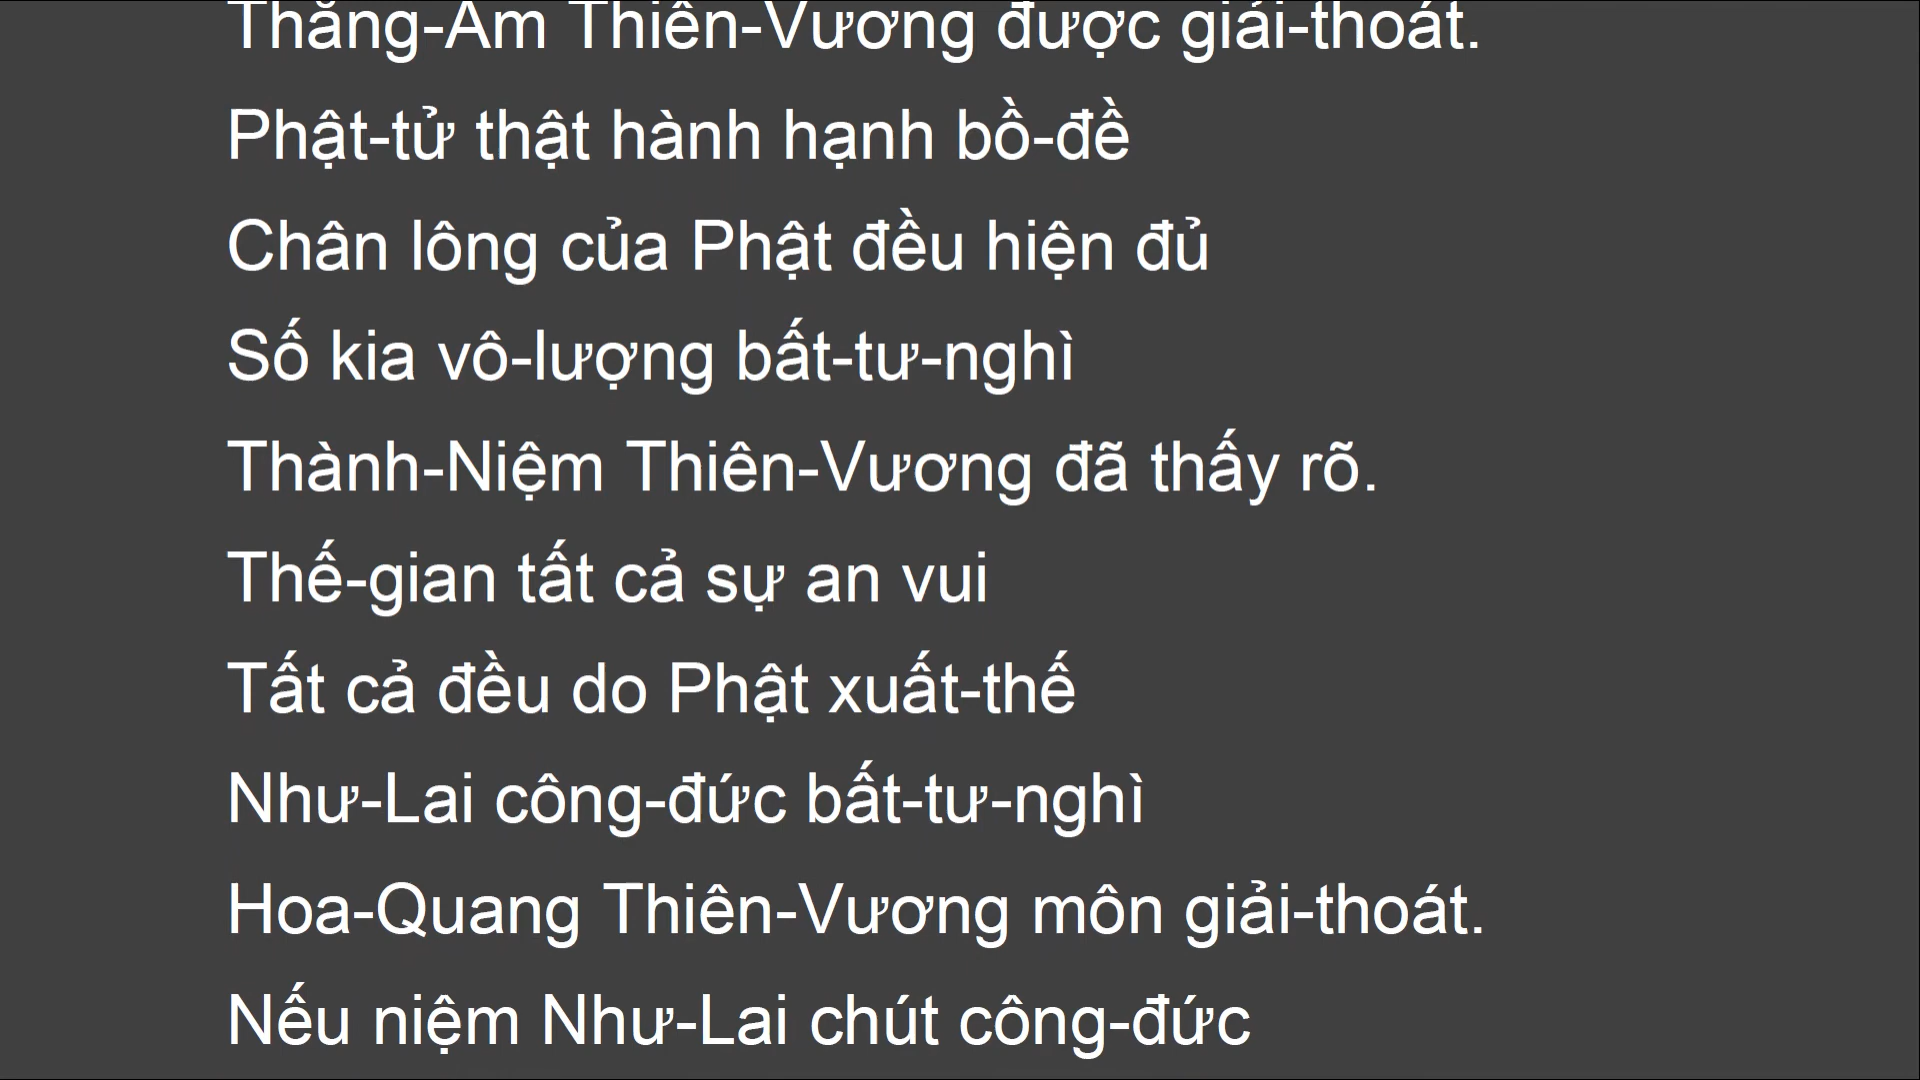 Thắng-Âm Thiên-Vương được giải-thoát.
Phật-tử thật hành hạnh bồ-đề
Chân lông của Phật đều hiện đủ
Số kia vô-lượng bất-tư-nghì
Thành-Niệm Thiên-Vương đã thấy rõ.
Thế-gian tất cả sự an vui
Tất cả đều do Phật xuất-thế
Như-Lai công-đức bất-tư-nghì
Hoa-Quang Thiên-Vương môn giải-thoát.
Nếu niệm Như-Lai chút công-đức